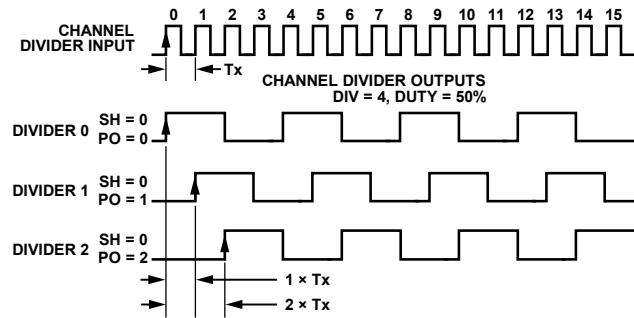 0 1 2 3 4 5 6 7 8 9 10 11 12 13 14 15
CHANNEL
DIVIDER INPUT
Tx
CHANNEL DIVIDER OUTPUTS
DIV = 4, DUTY = 50%
DIVIDER 0
SH = 0
PO = 0
DIVIDER 1
SH = 0
PO = 1
DIVIDER 2
SH = 0
PO = 2
1 × Tx
2 × Tx